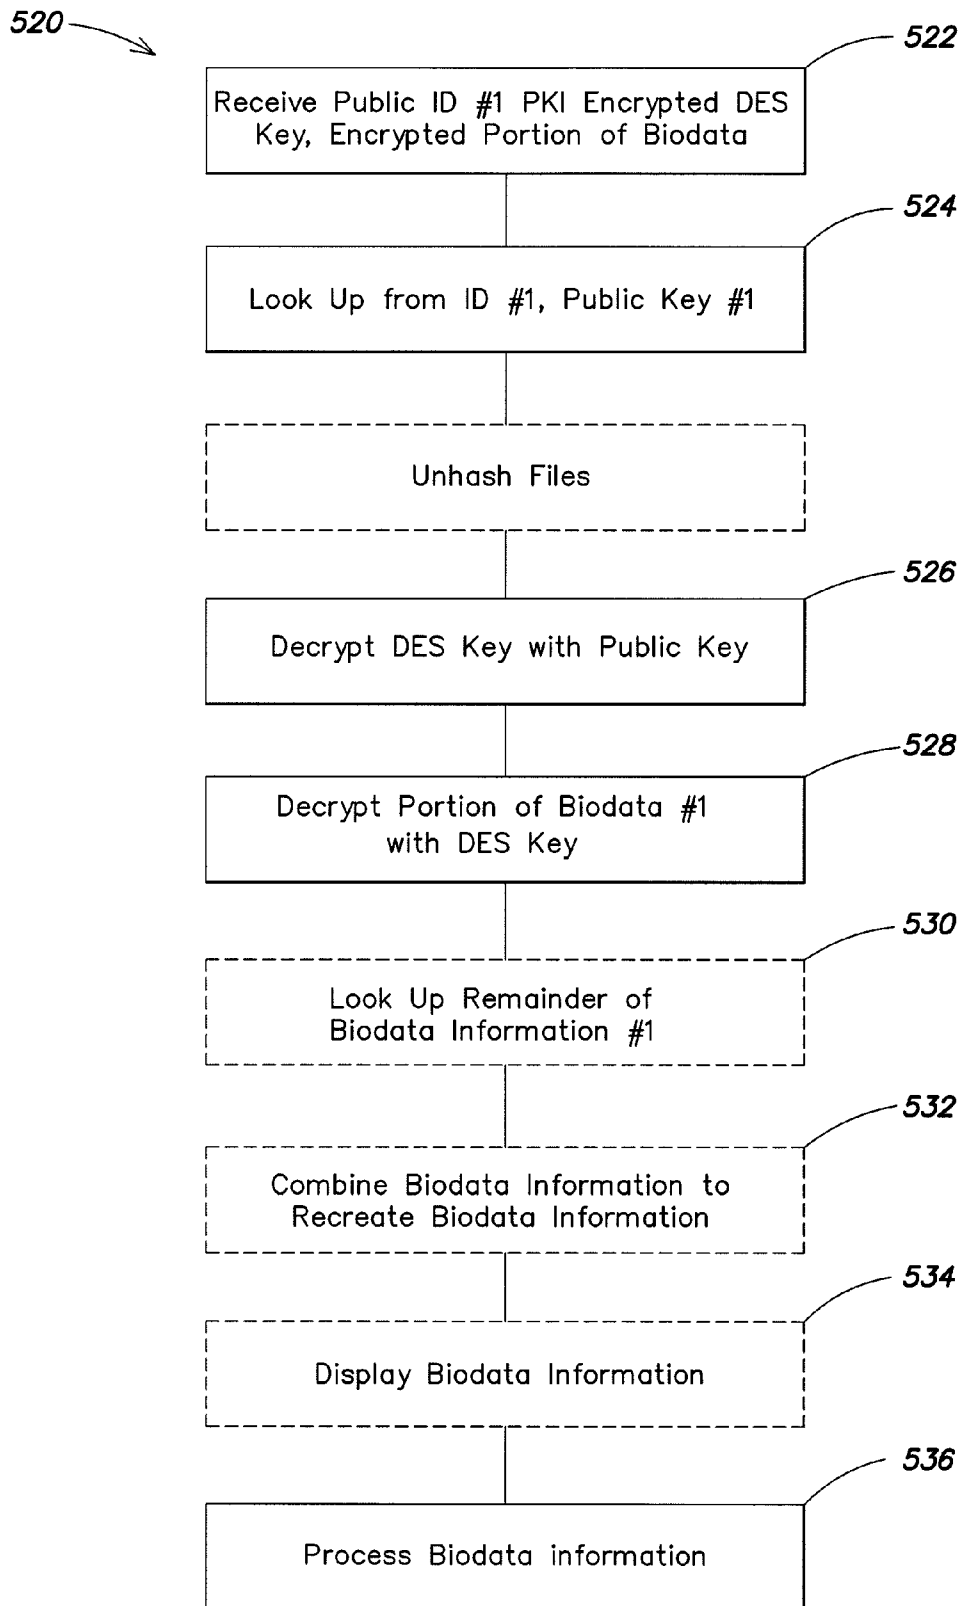 520
522
Receive Public ID #1 PKI Encrypted DES
Key, Encrypted Portion of Biodata
524
Look Up from ID #1, Public Key #1
Unhash Files
526
Decrypt DES Key with Public Key
528
Decrypt Portion of Biodata #1
with DES Key
530
Look Up Remainder of
Biodata Information #1
532
Combine Biodata Information to
Recreate Biodata Information
534
Display Biodata Information
536
Process Biodata information